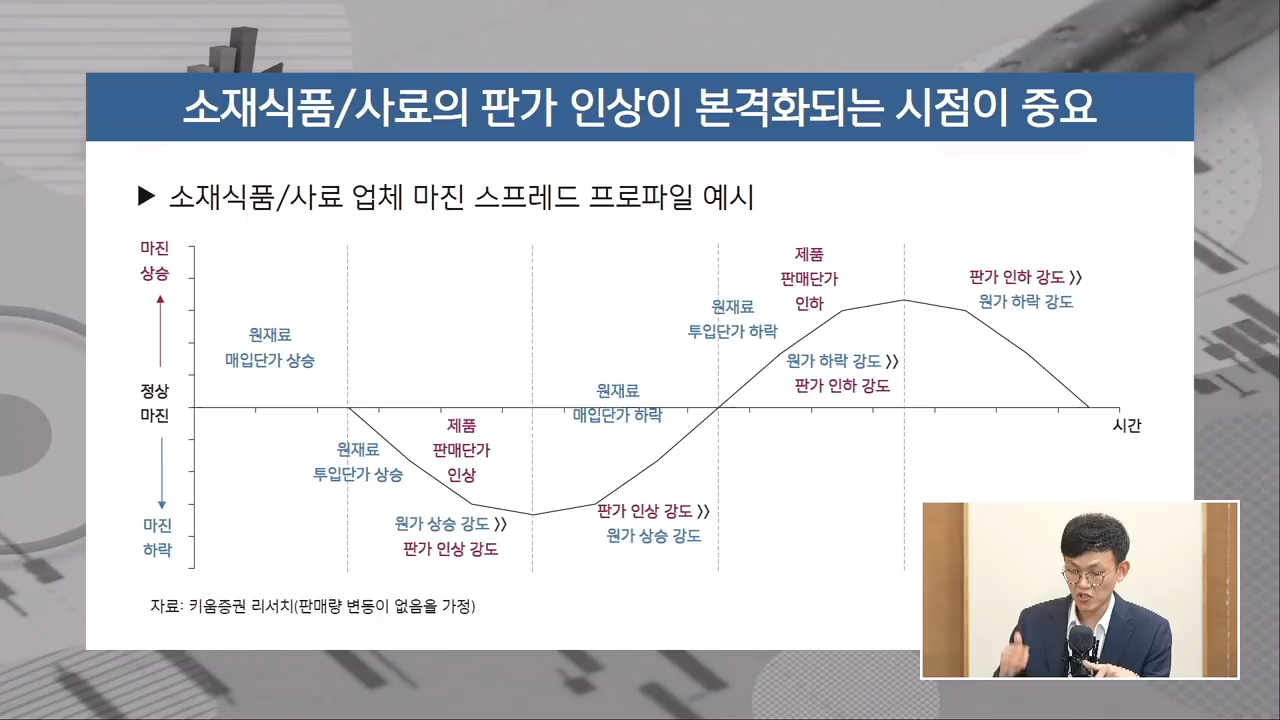 소재식품/사료의 판가 인상이 본격화되는 시점이 중요
▶ 소재식품/사료 업체 마진 스프레드 프로파일 예시
마진
상승
정상
마진
마진
하락
원재료
매입단가 상승
원재료
투입단가 상승
제품
판매단가
인상
원가 상승 강도 》
판가 인상 강도
원재료
매입단가 하락
판가 인상 강도 》
원가 상승 강도
원재료
투입단가 하락
제품
판매단가
인하
원가 하락 강도 》
판가 인하 강도
판가 인하 강도 》
원가 하락 강도
시간
자료: 키움증권 리서치(판매량 변동이 없음을 가정)